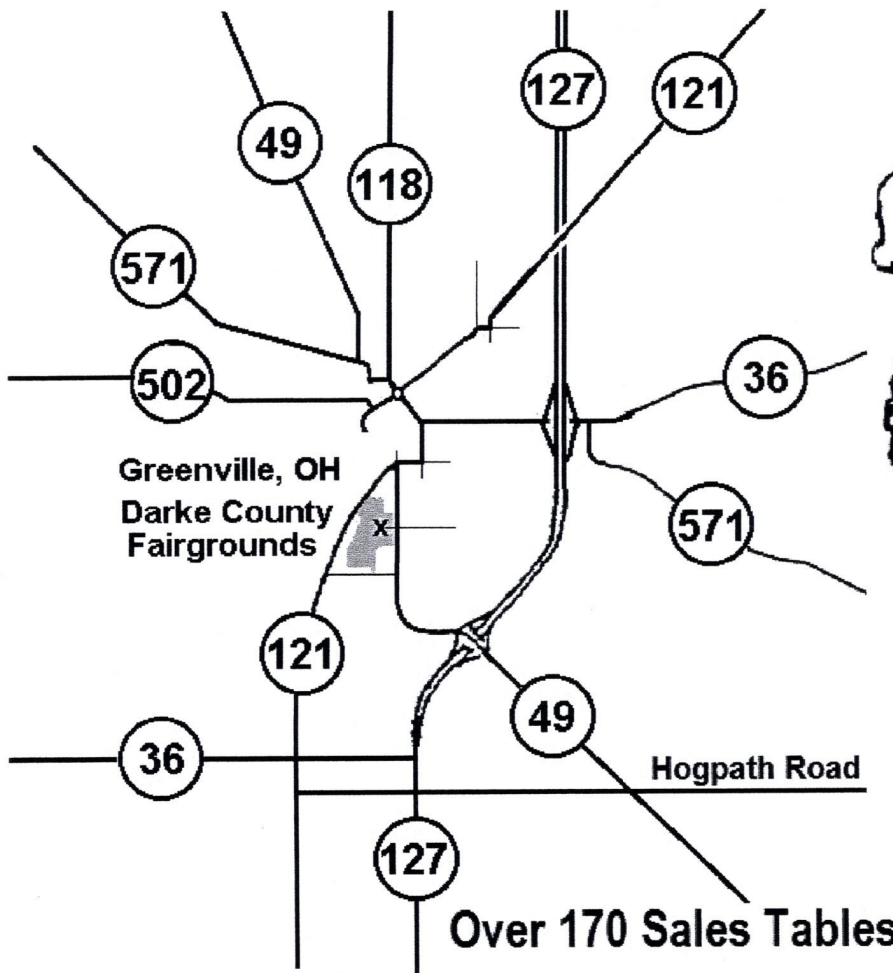 127
121
49
118
571
502
36
Greenville, OH
Darke County
Fairgrounds
x
571
121
49
36
Hogpath Road
127
Over 170 Sales Tables